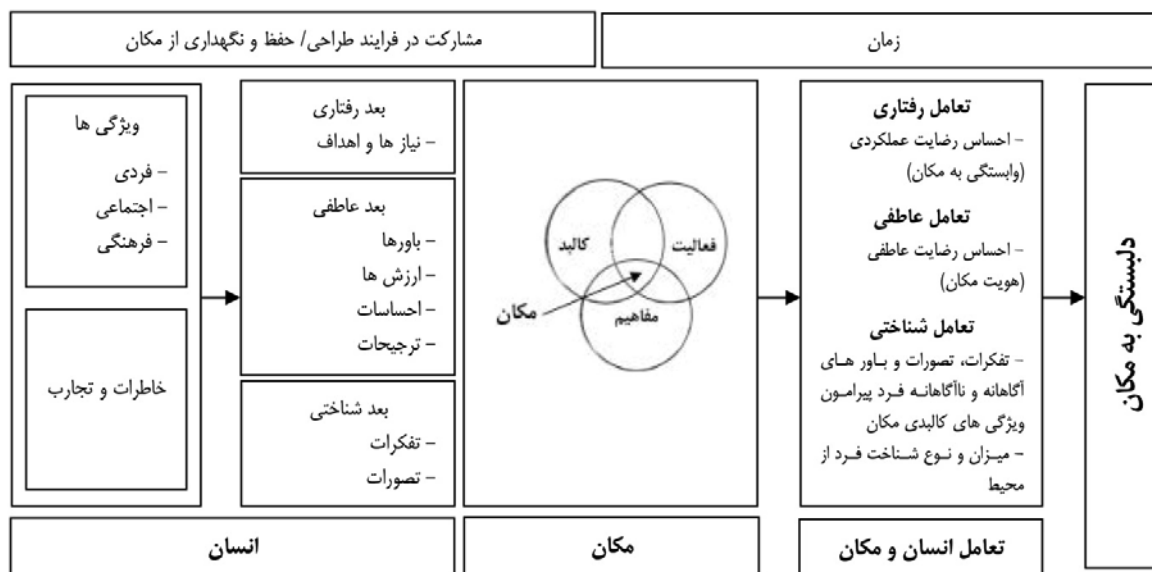 مشارکت در فرایند طراحی/ حفظ و نگهداری از مکان
زمان
ویژگی ها
– فردی
– اجتماعی
– فرهنگی
خاطرات و تجارب
بعد رفتاری
– نیاز ها و اهداف
بعد عاطفی
– باورها
– ارزش ها
– احساسات
– ترجیحات
بعد شناختی
– تفکرات
– تصورات
کالبد
فعالیت
مفاهیم
مکان
تعامل رفتاری
– احساس رضایت عملکردی
(وابستگی به مکان)
تعامل عاطفی
– احساس رضایت عاطفی
(هویت مکان)
تعامل شناختی
– تفکرات، تصورات و باور های
آگاهانه و ناآگاهانه فرد پیرامون
ویژگی های کالبدی مکان
– میزان و نوع شناخت فرد از
محیط
دلبستگی به مکان
انسان
مکان
تعامل انسان و مکان